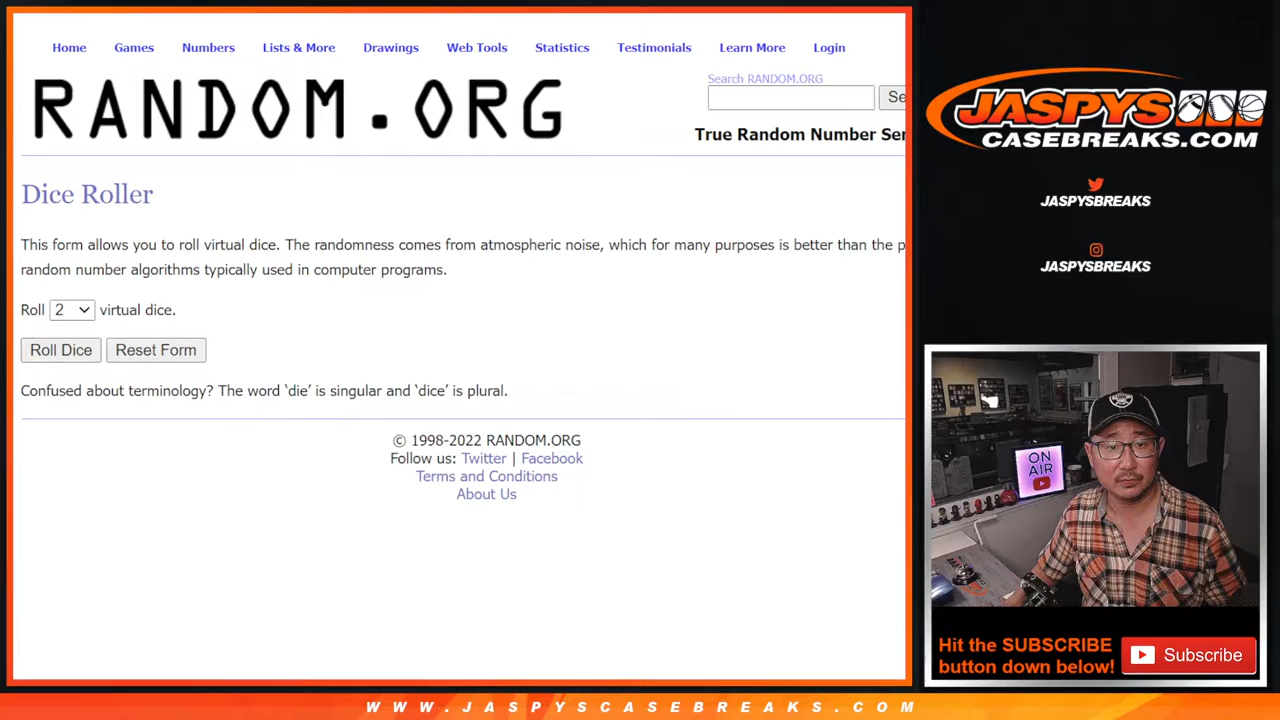 Home Games Numbers Lists & More Drawings Web Tools Statistics Testimonials Learn More Login
RANDOM.ORG
Search RANDOM.ORG
Se
True Random Number Ser
Dice Roller
This form allows you to roll virtual dice. The randomness comes from atmospheric noise, which for many purposes is better than the p
random number algorithms typically used in computer programs.
Roll 2 virtual dice.
Roll Dice Reset Form
Confused about terminology? The word ‘die’ is singular and ‘dice’ is plural.
© 1998-2022 RANDOM.ORG
Follow us: Twitter | Facebook
Terms and Conditions
About Us
JASPYS
CASEBREAKS.COM
JASPYSBREAKS
JASPYSBREAKS
ON
AIR
Hit the SUBSCRIBE
button down below!
Subscribe
WWW.JASPYSCASEBREAKS.COM